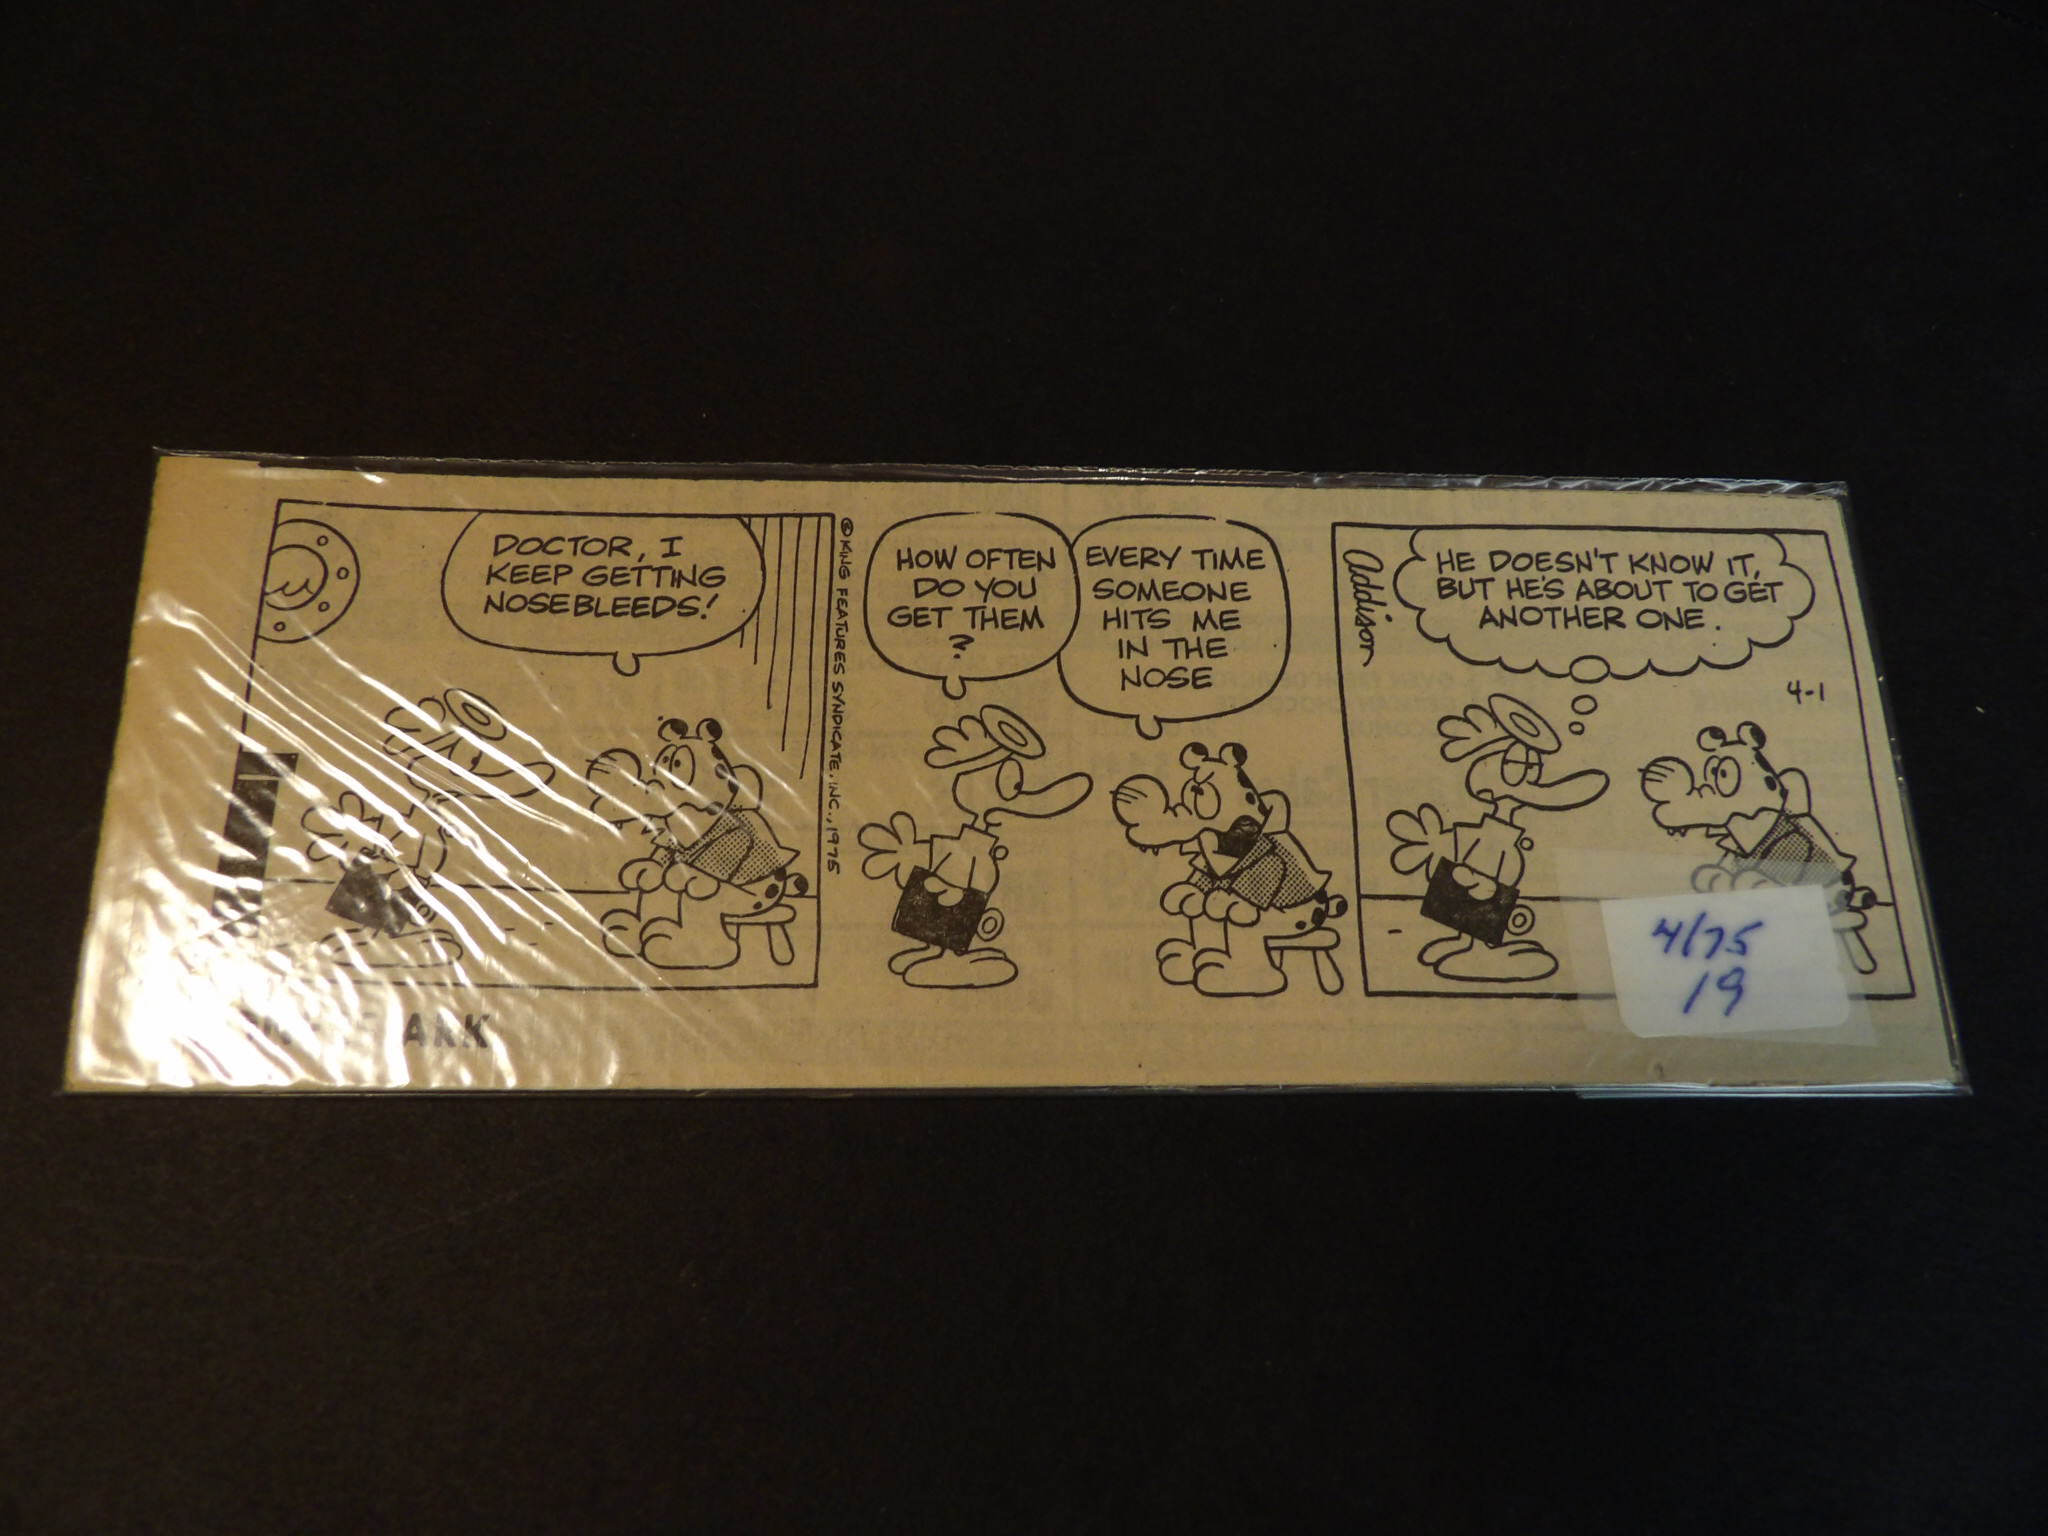 DOCTOR, I
KEEP GETTING
NOSEBLEEDS!
© KING FEATURES SYNDICATE, INC., 1975
HOW OFTEN
DO YOU
GET THEM
?
EVERY TIME
SOMEONE
HITS ME
IN THE
NOSE
Addison
HE DOESN'T KNOW IT,
BUT HE'S ABOUT TO GET
ANOTHER ONE.
4-1
4/75
19
ARK